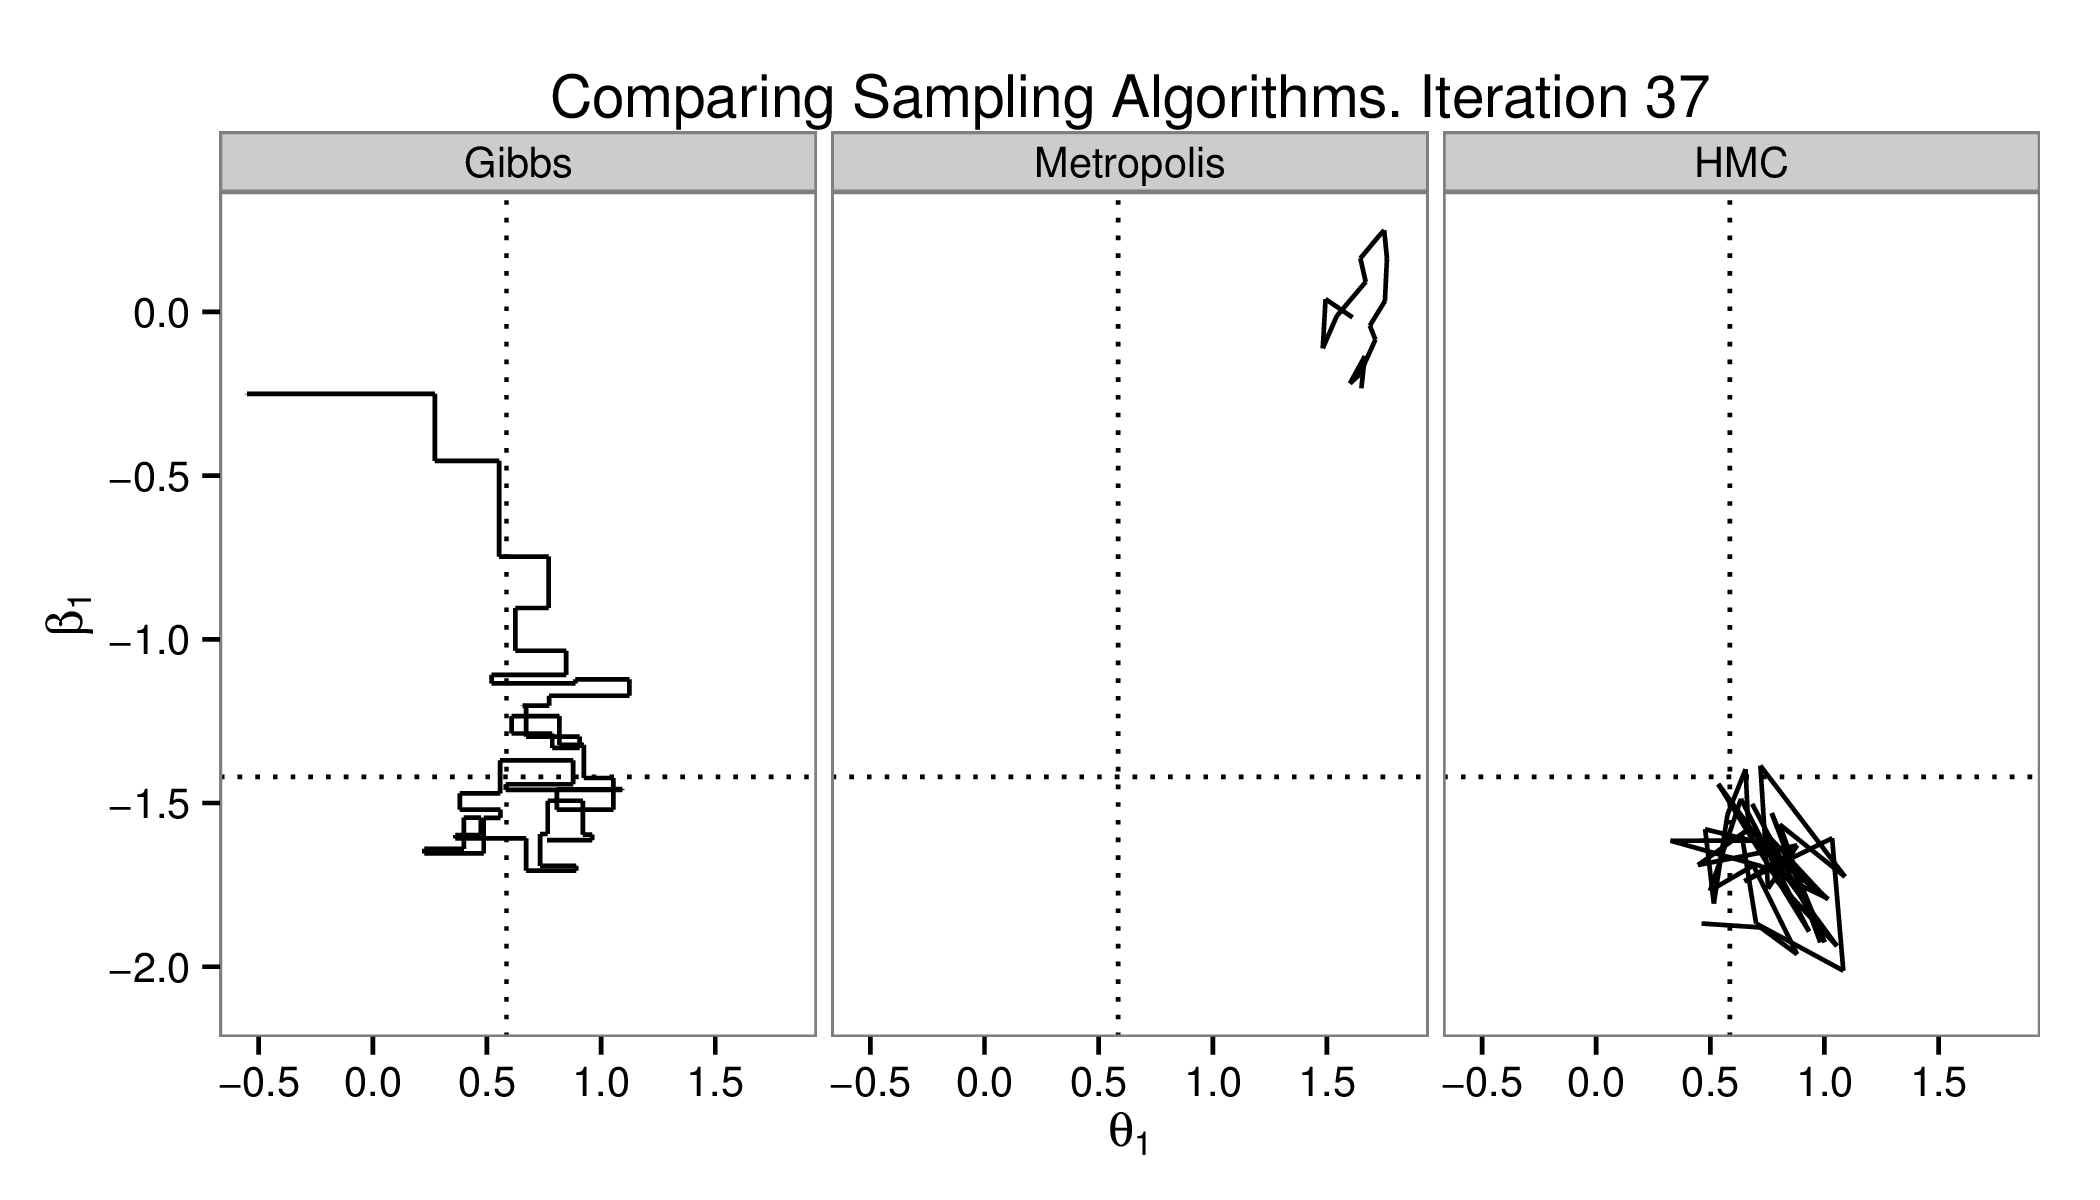 Comparing Sampling Algorithms. Iteration 37
Gibbs Metropolis HMC
0.0
−0.5
−1.0
−1.5
−2.0
β1
−0.5 0.0 0.5 1.0 1.5 −0.5 0.0 0.5 1.0 1.5 −0.5 0.0 0.5 1.0 1.5
θ1